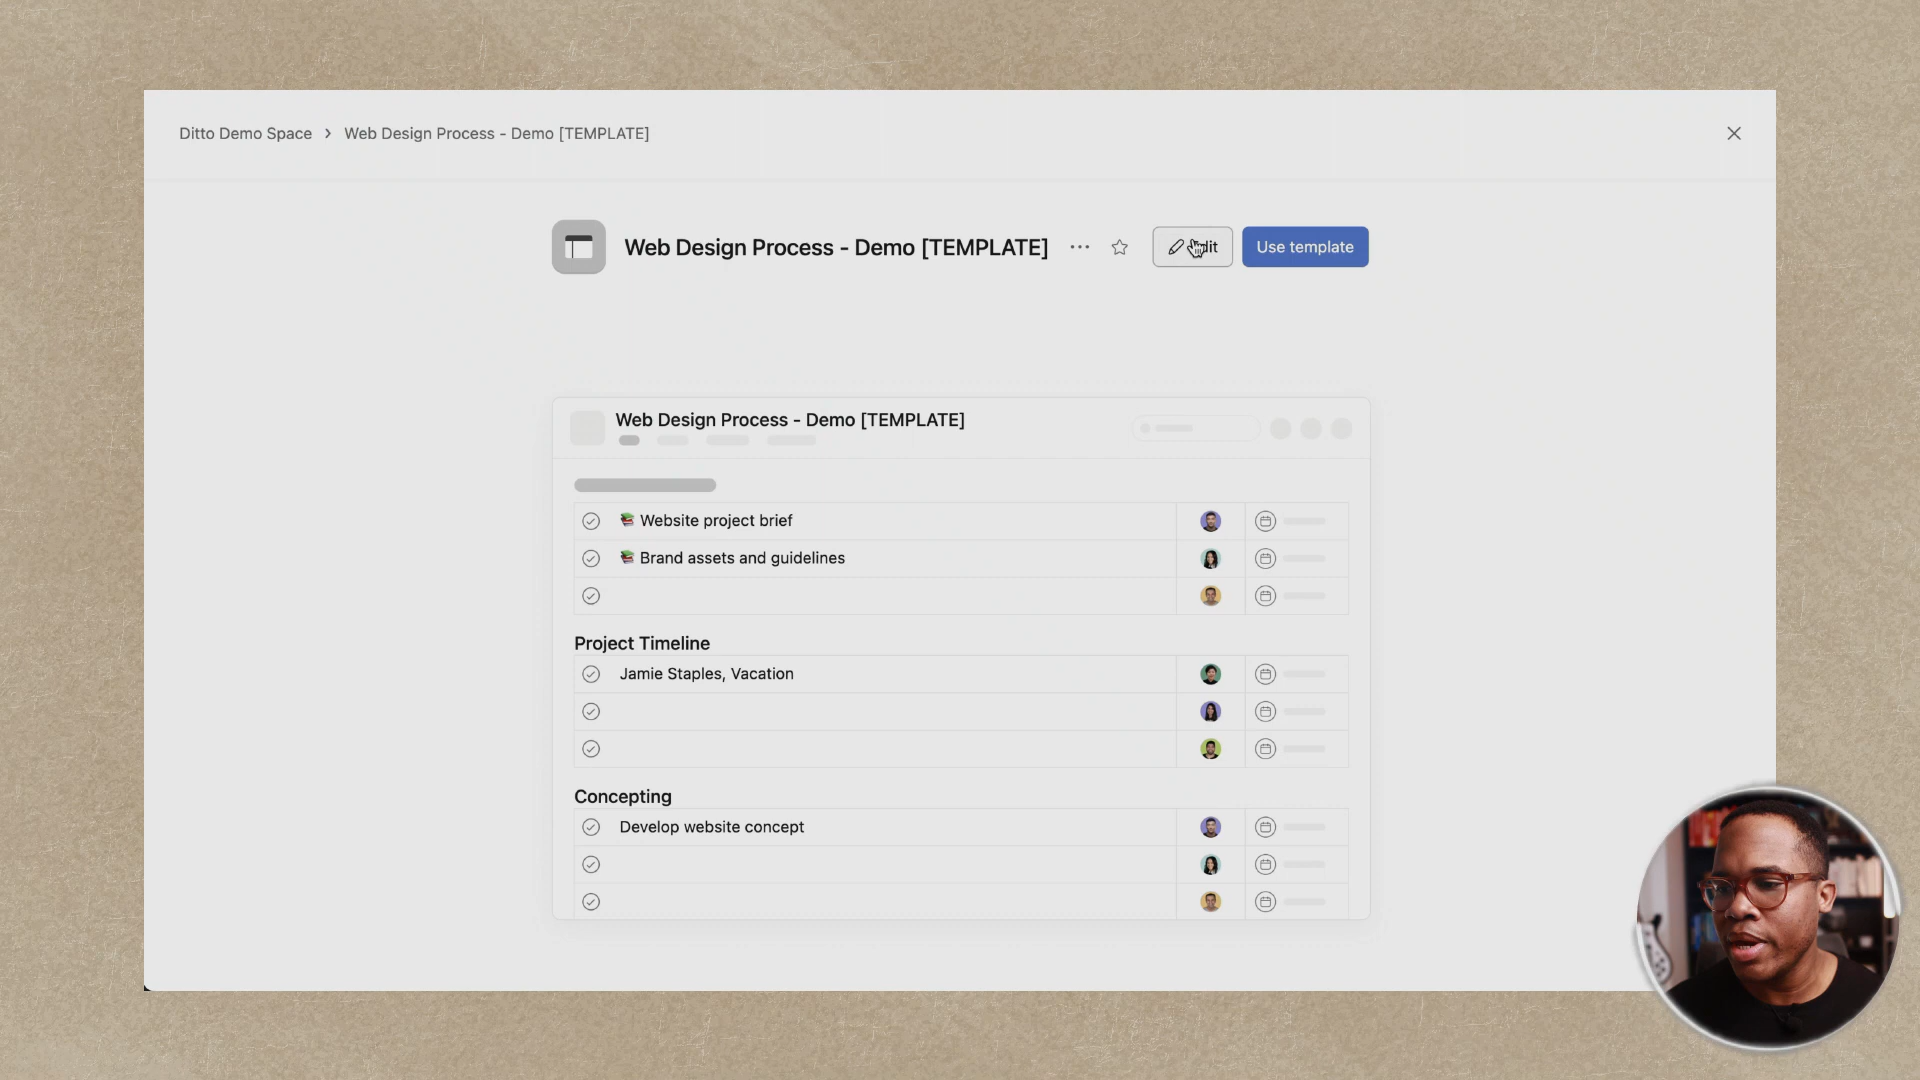 Ditto Demo Space > Web Design Process - Demo [TEMPLATE]
Web Design Process - Demo [TEMPLATE]
Edit
Use template
Web Design Process - Demo [TEMPLATE]
Website project brief
Brand assets and guidelines
Project Timeline
Jamie Staples, Vacation
Concepting
Develop website concept